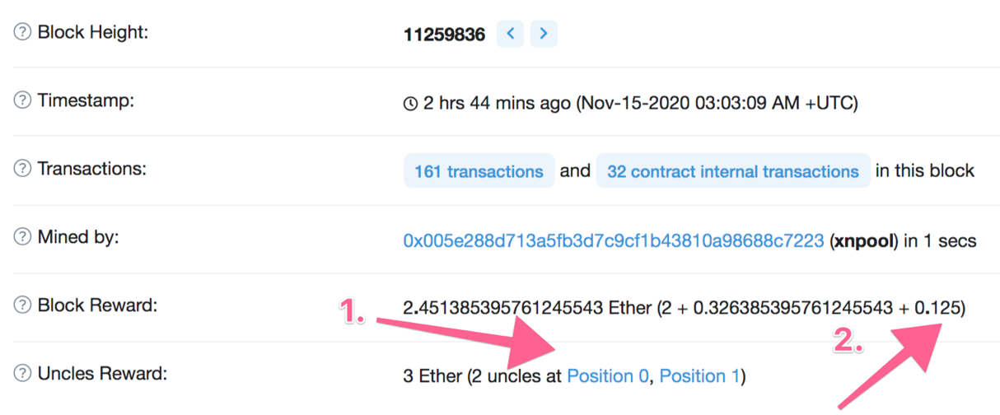 Block Height: 11259836 < >
Timestamp: 2 hrs 44 mins ago (Nov-15-2020 03:03:09 AM +UTC)
Transactions: 161 transactions and 32 contract internal transactions in this block
Mined by: 0x005e288d713a5fb3d7c9cf1b43810a98688c7223 (xnpool) in 1 secs
Block Reward: 1. 2.451385395761245543 Ether (2 + 0.326385395761245543 + 0.125)
2.
Uncles Reward: 3 Ether (2 uncles at Position 0, Position 1)